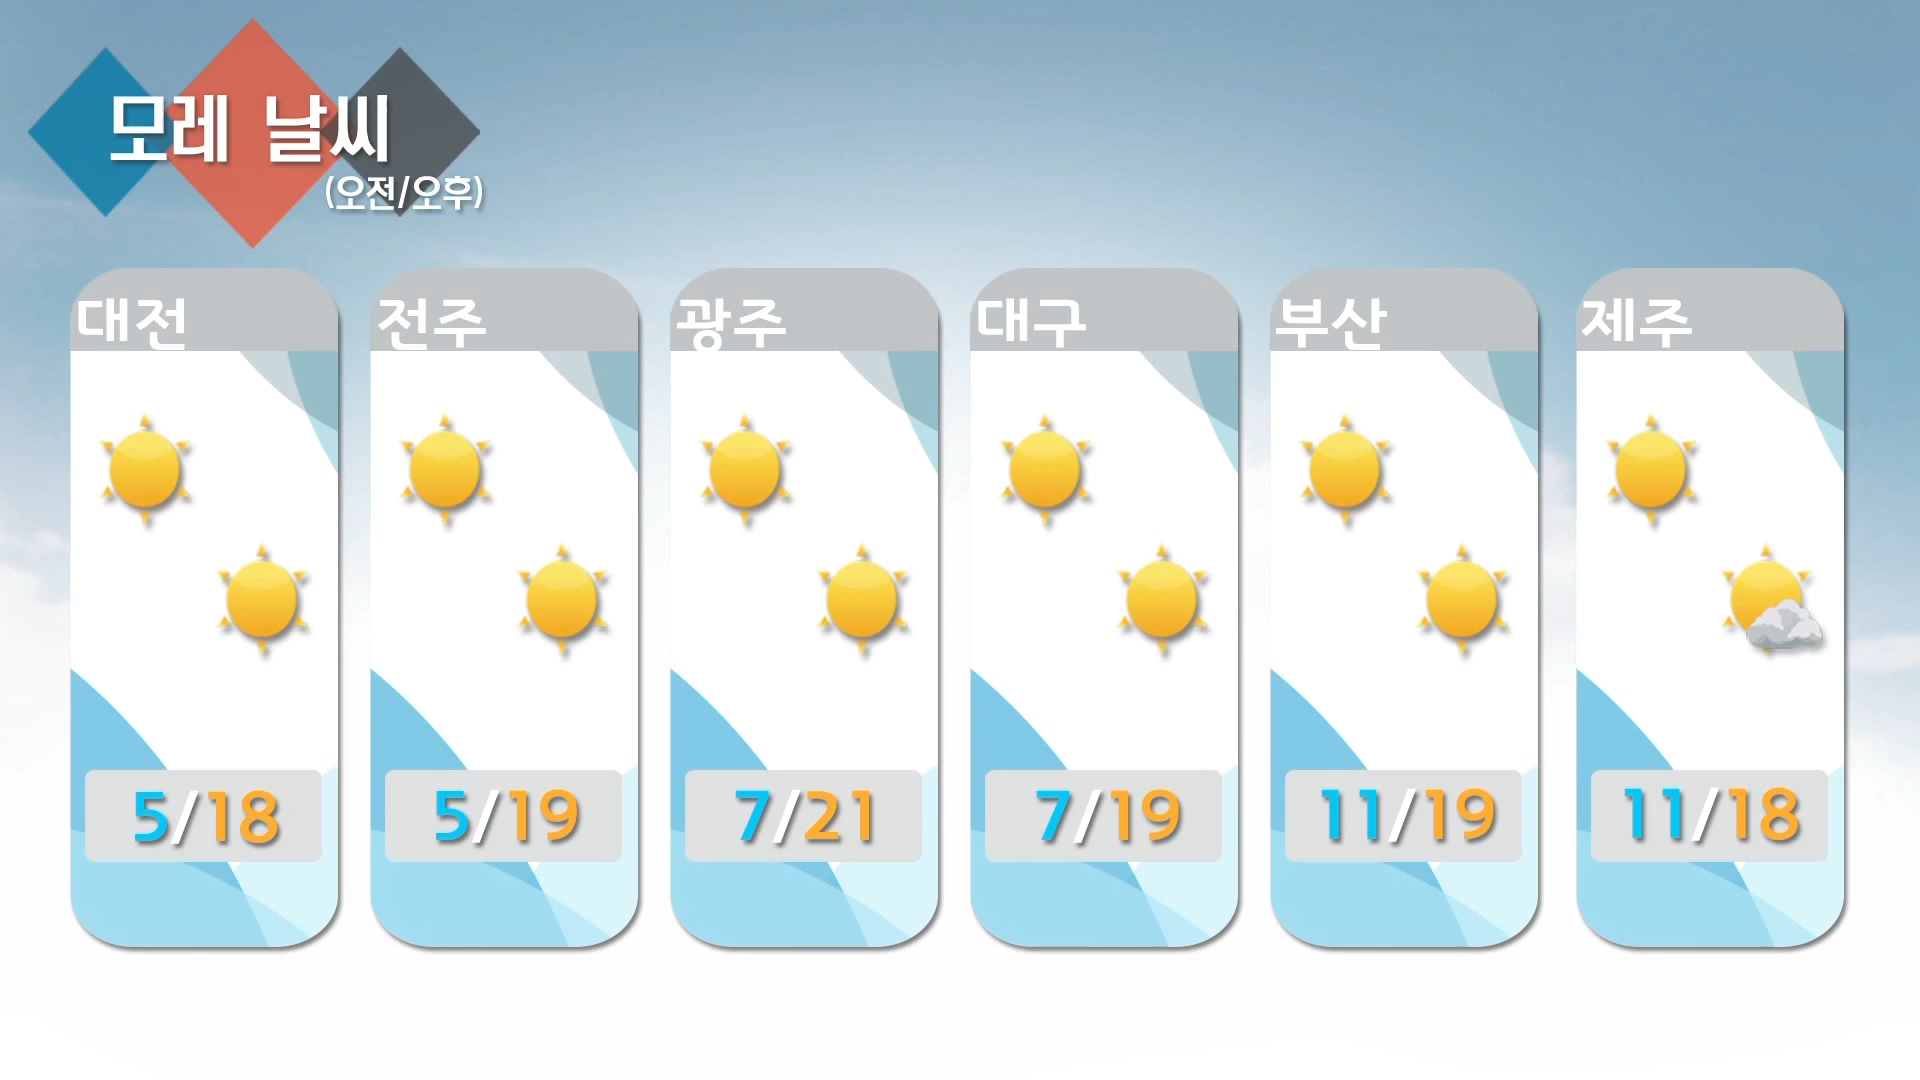 모레 날씨
(오전/오후)
대전
전주
광주
대구
부산
제주
5/18
5/19
7/21
7/19
11/19
11/18